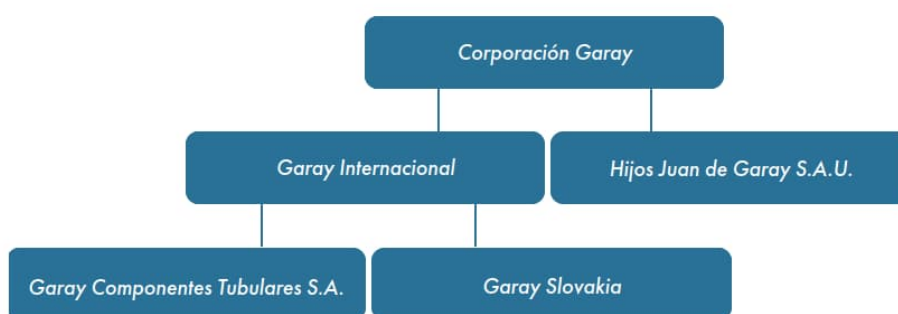 Corporación Garay
Garay Internacional
Hijos Juan de Garay S.A.U.
Garay Componentes Tubulares S.A.
Garay Slovakia